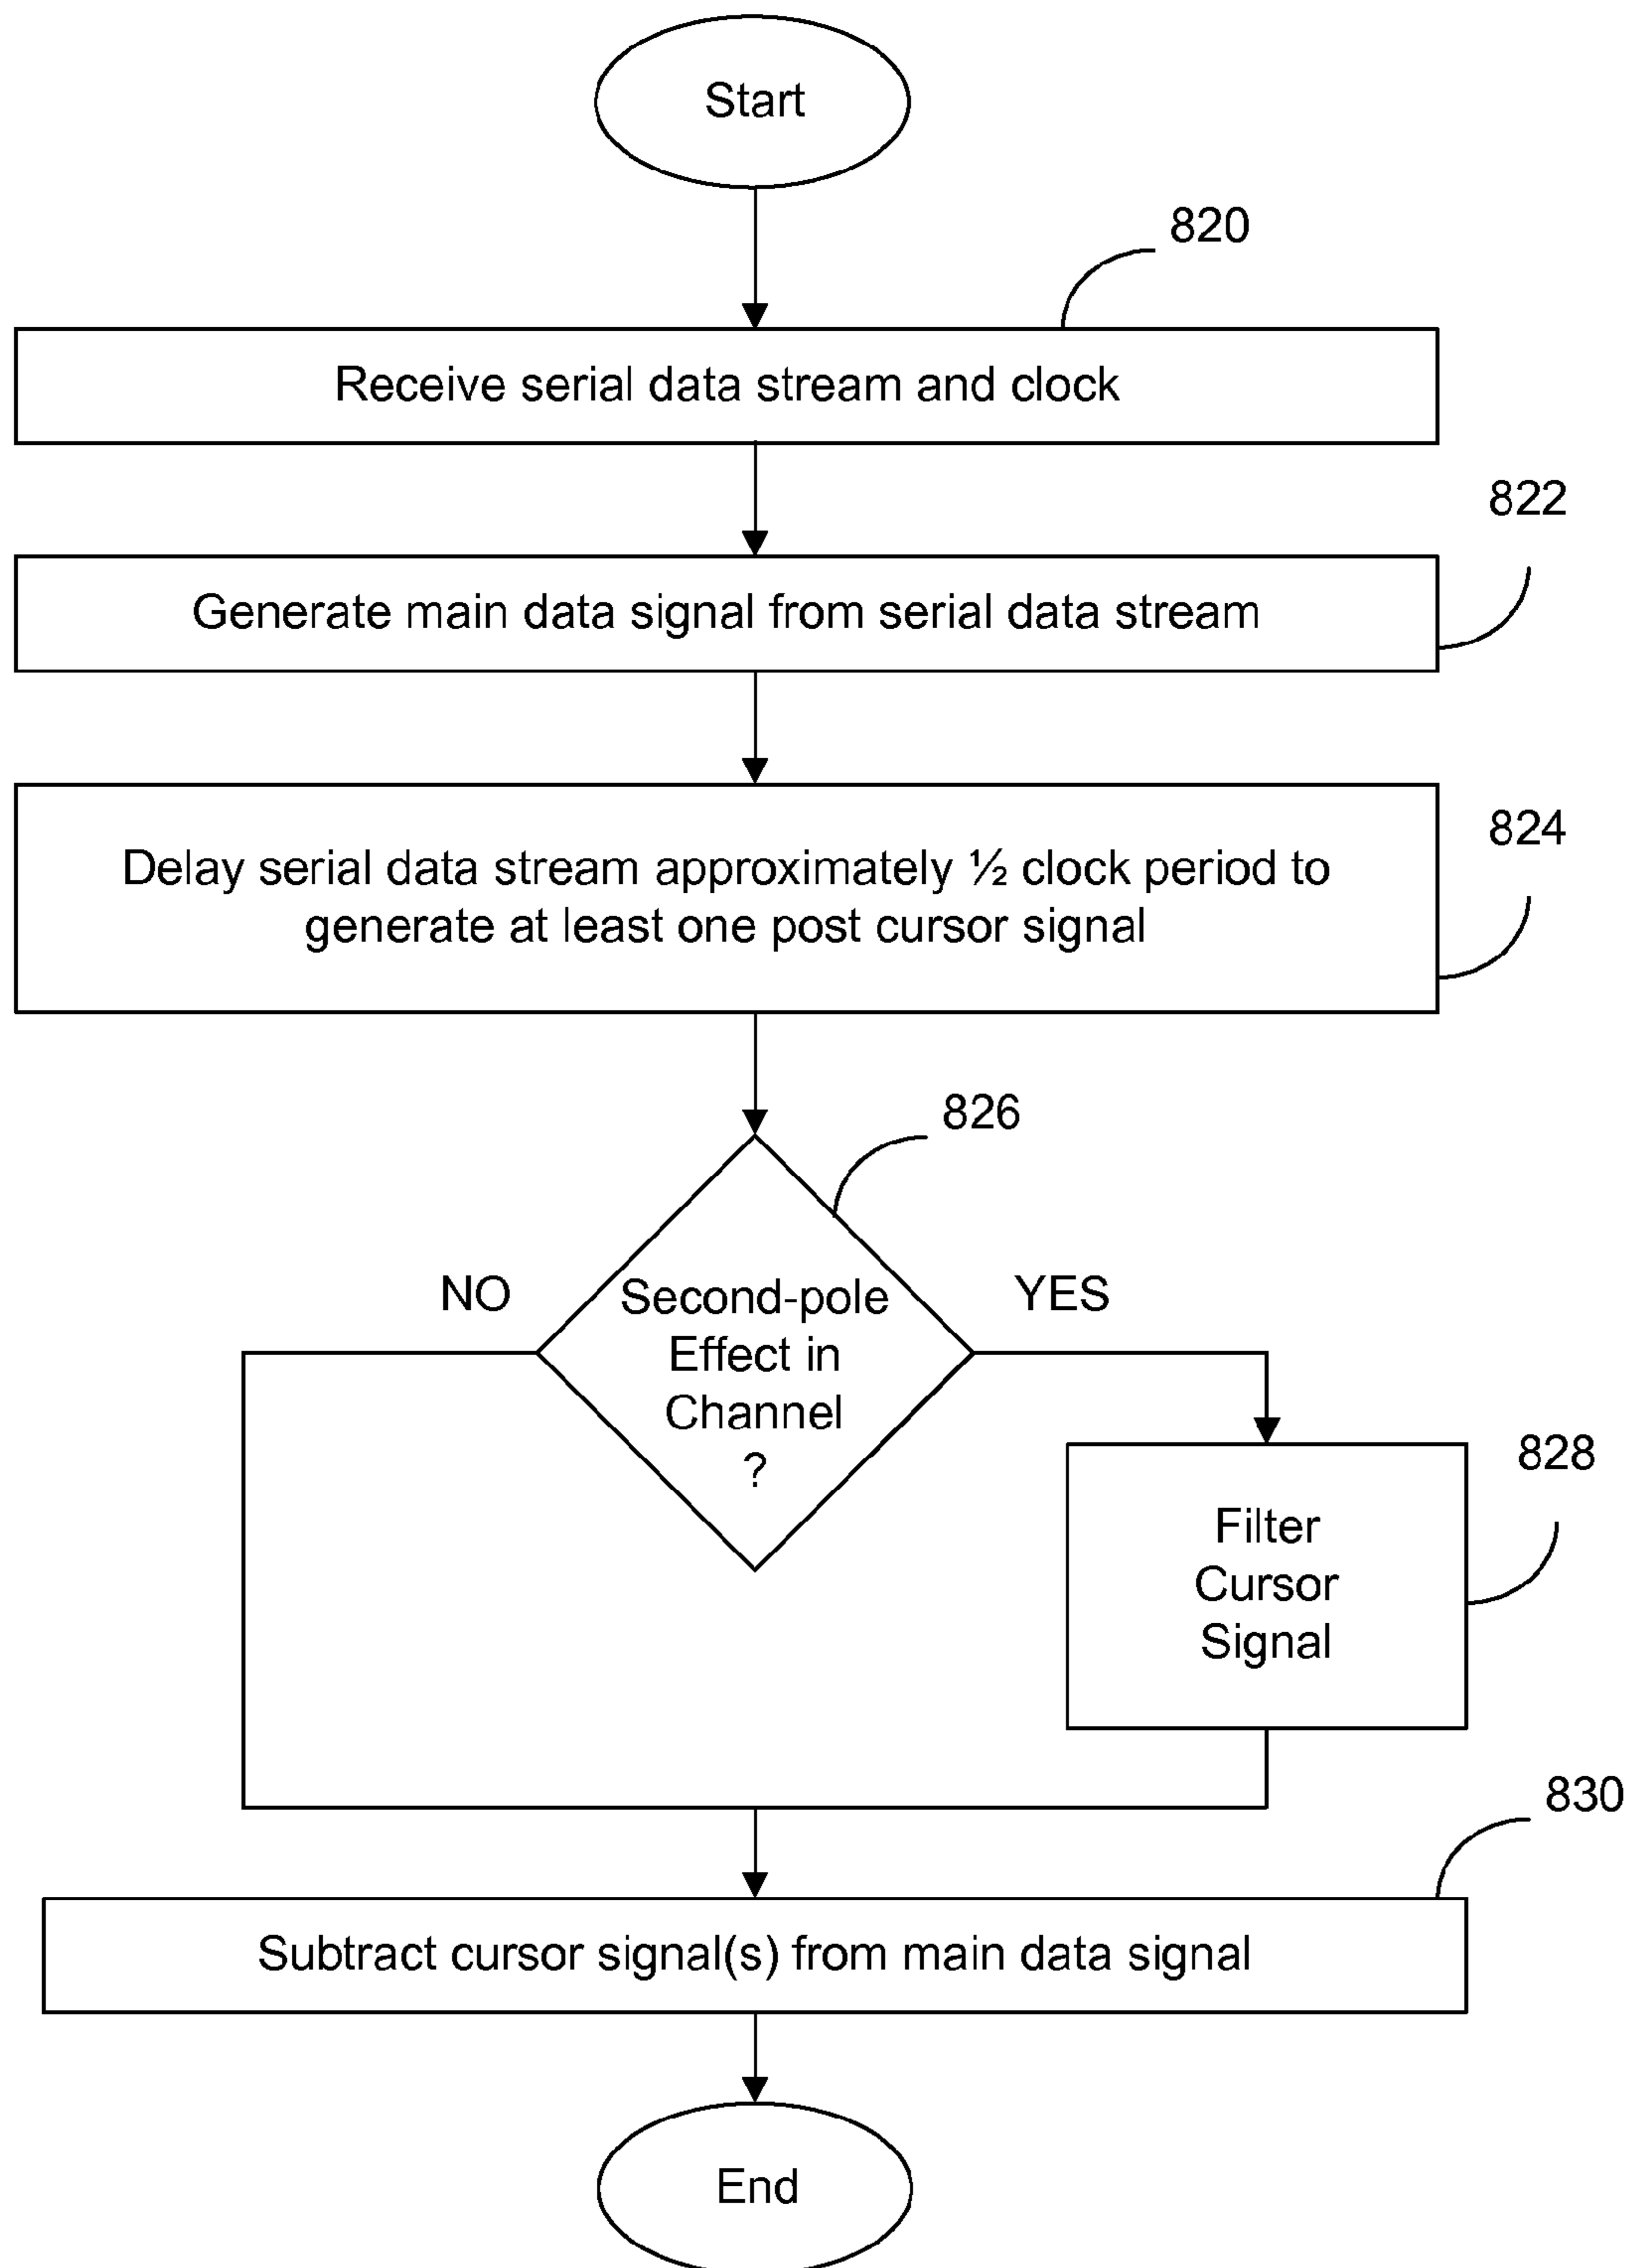 Start
820
Receive serial data stream and clock
822
Generate main data signal from serial data stream
824
Delay serial data stream approximately ½ clock period to
generate at least one post cursor signal
826
NO
YES
Second-pole
Effect in
Channel
?
828
Filter
Cursor
Signal
830
Subtract cursor signal(s) from main data signal
End